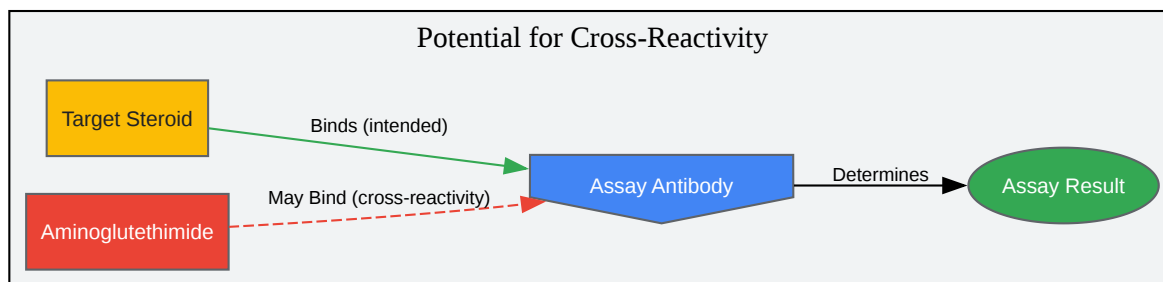 Potential for Cross-Reactivity
Target Steroid
Binds (intended)
Assay Antibody
Determines
Assay Result
May Bind (cross-reactivity)
Aminoglutethimide